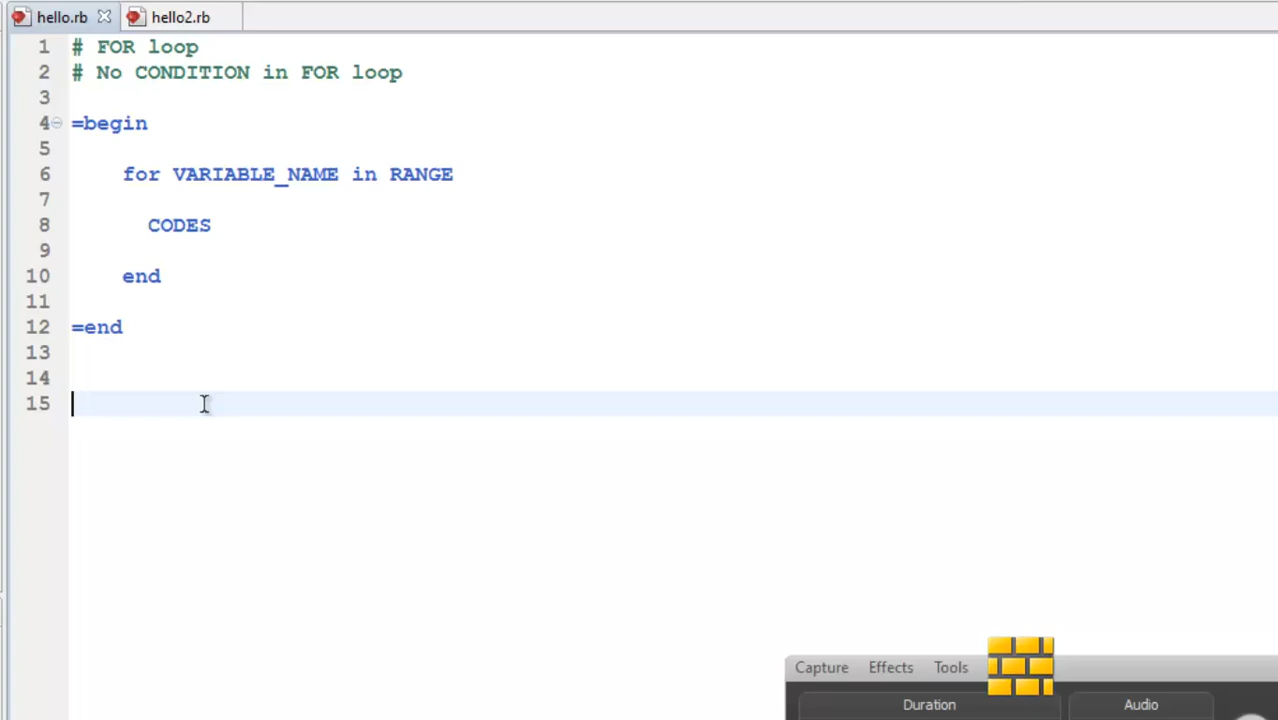 hello.rb hello2.rb
1 # FOR loop
2 # No CONDITION in FOR loop
3
4 =begin
5
6 for VARIABLE_NAME in RANGE
7
8 CODES
9
10 end
11
12 =end
13
14
15
Capture Effects Tools
Duration Audio